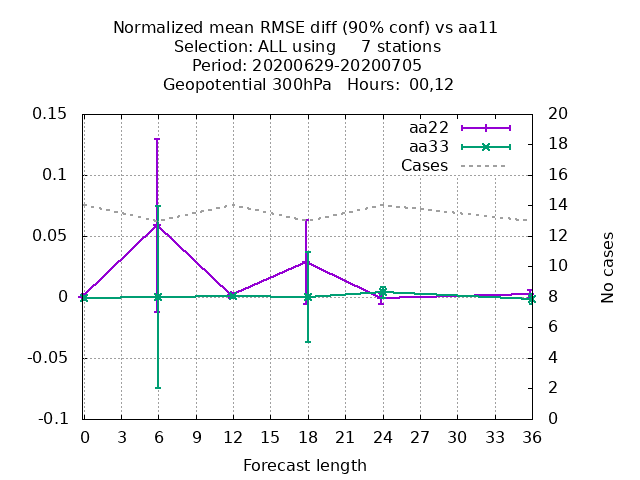 Normalized mean RMSE diff (90% conf) vs aa11
Selection: ALL using     7 stations
Period: 20200629-20200705
Geopotential 300hPa   Hours: 00,12
0.15
0.1
0.05
0
-0.05
-0.1
20
18
16
14
12
10
8
6
4
2
0
aa22
aa33
Cases
No cases
0 3 6 9 12 15 18 21 24 27 30 33 36
Forecast length